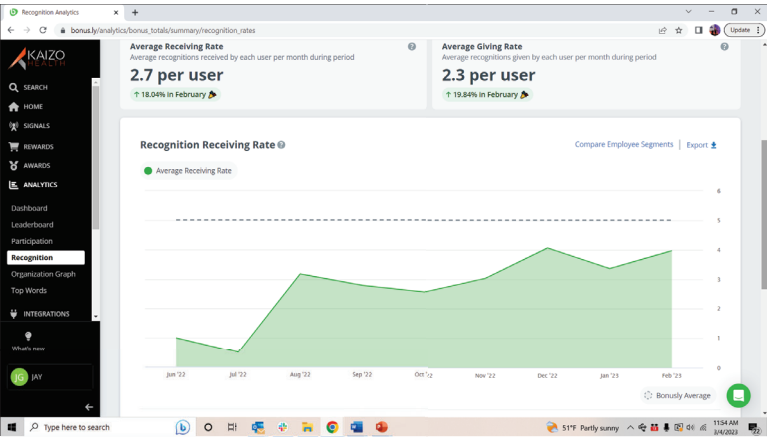 Recognition Analytics
bonus.ly/analytics/bonus_totals/summary/recognition_rates
Update
KAIZO
HEALTH
SEARCH
HOME
SIGNALS
REWARDS
AWARDS
ANALYTICS
Dashboard
Leaderboard
Participation
Recognition
Organization Graph
Top Words
INTEGRATIONS
What's new
JG JAY
Average Receiving Rate
Average recognitions received by each user per month during period
2.7 per user
↑ 18.04% in February
Average Giving Rate
Average recognitions given by each user per month during period
2.3 per user
↑ 19.84% in February
Recognition Receiving Rate
Compare Employee Segments | Export
Average Receiving Rate
6
5
4
3
2
1
0
Jun '22 Jul '22 Aug '22 Sep '22 Oct '22 Nov '22 Dec '22 Jan '23 Feb '23
Bonusly Average
Type here to search
51°F Partly sunny
11:54 AM
3/4/2023
22